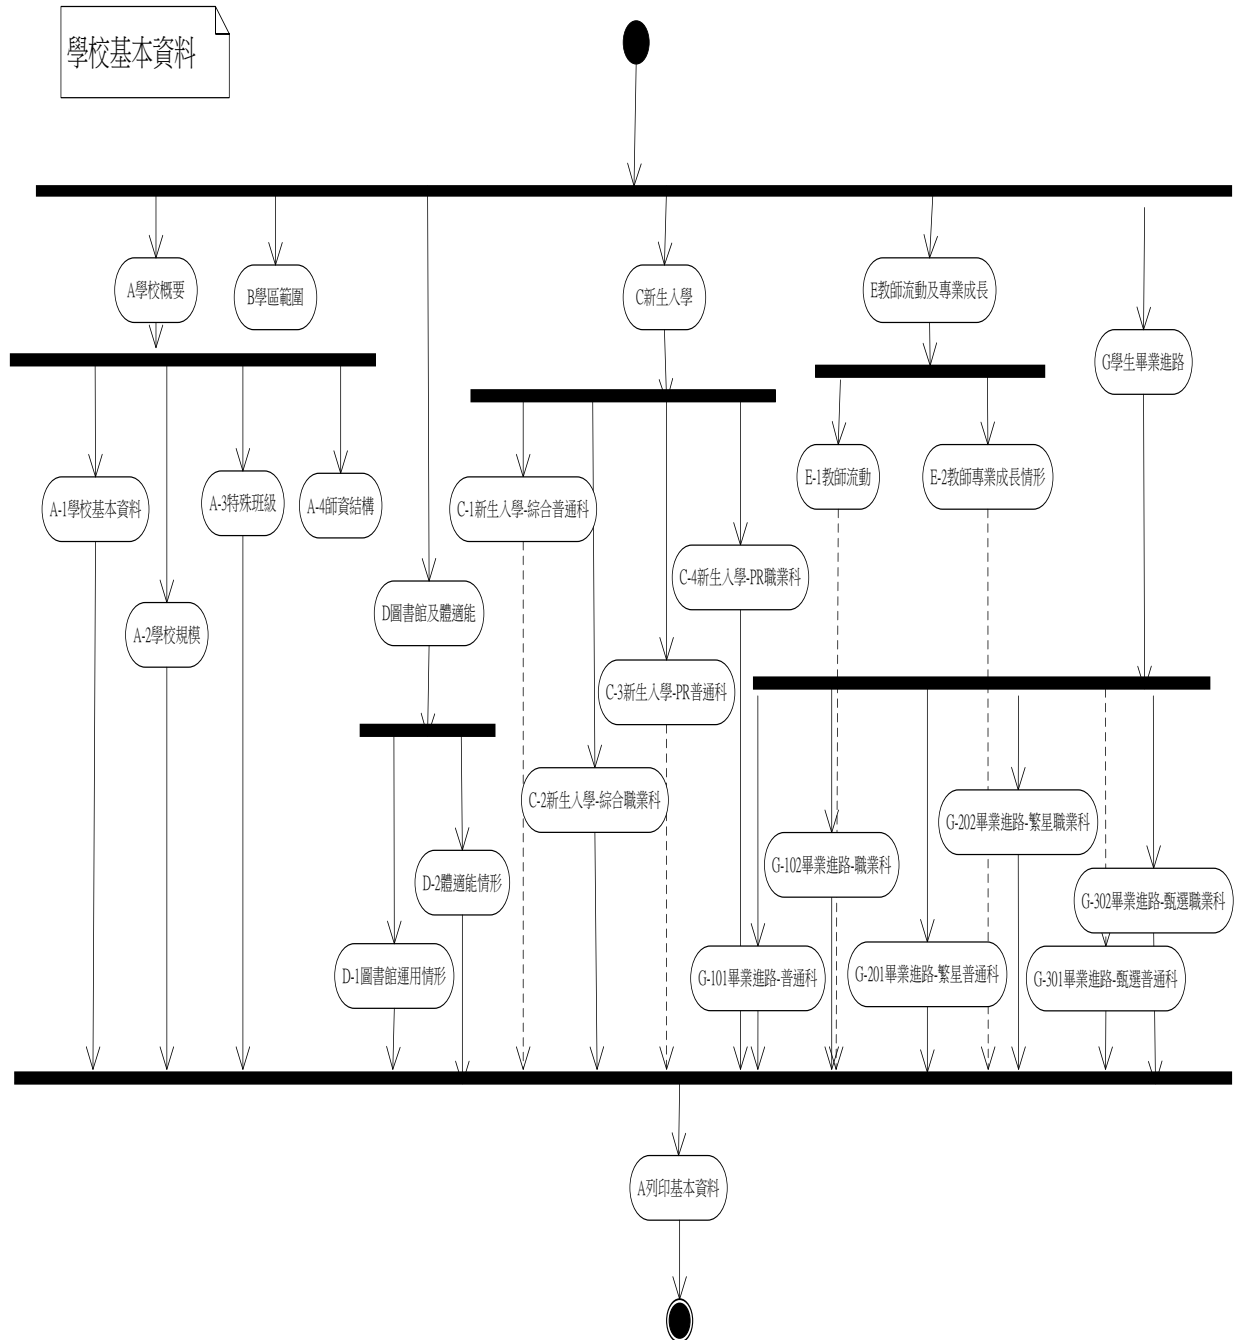 學校基本資料
A學校概要
B學區範圍
C新生入學
E教師流動及專業成長
G學生畢業進路
A-1學校基本資料
A-3特殊班級
A-4師資結構
C-1新生入學-綜合普通科
E-1教師流動
E-2教師專業成長情形
C-4新生入學-PR職業科
D圖書館及體適能
A-2學校規模
C-3新生入學-PR普通科
C-2新生入學-綜合職業科
G-202畢業進路-繁星職業科
G-102畢業進路-職業科
D-2體適能情形
G-302畢業進路-甄選職業科
D-1圖書館運用情形
G-101畢業進路-普通科
G-201畢業進路-繁星普通科
G-301畢業進路-甄選普通科
A列印基本資料